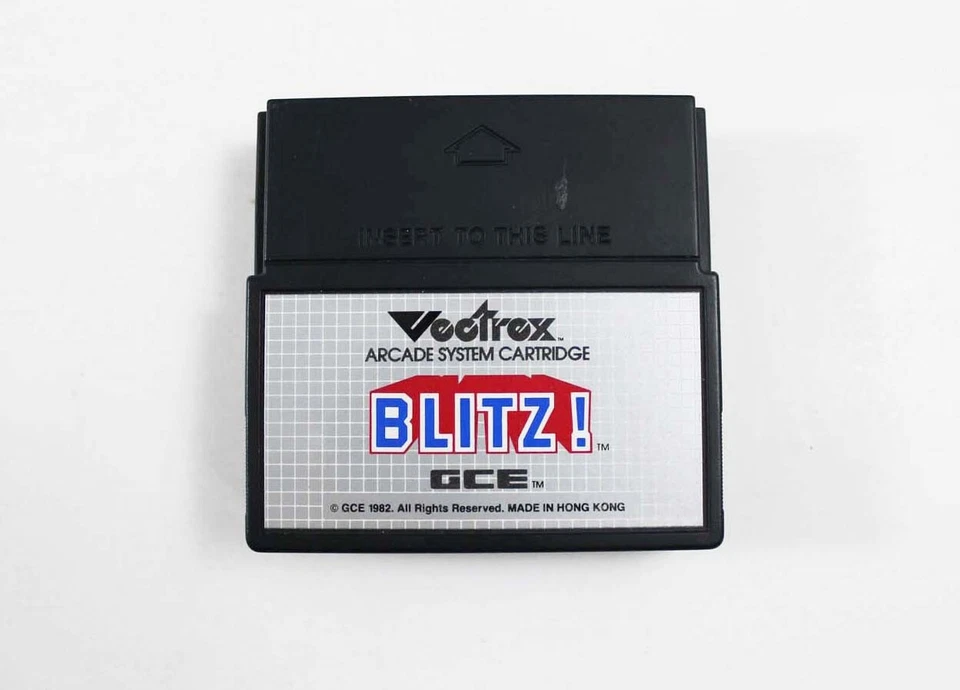 INSERT TO THIS LINE
Vectrex™
ARCADE SYSTEM CARTRIDGE
BLITZ!™
GCE™
© GCE 1982. All Rights Reserved. MADE IN HONG KONG